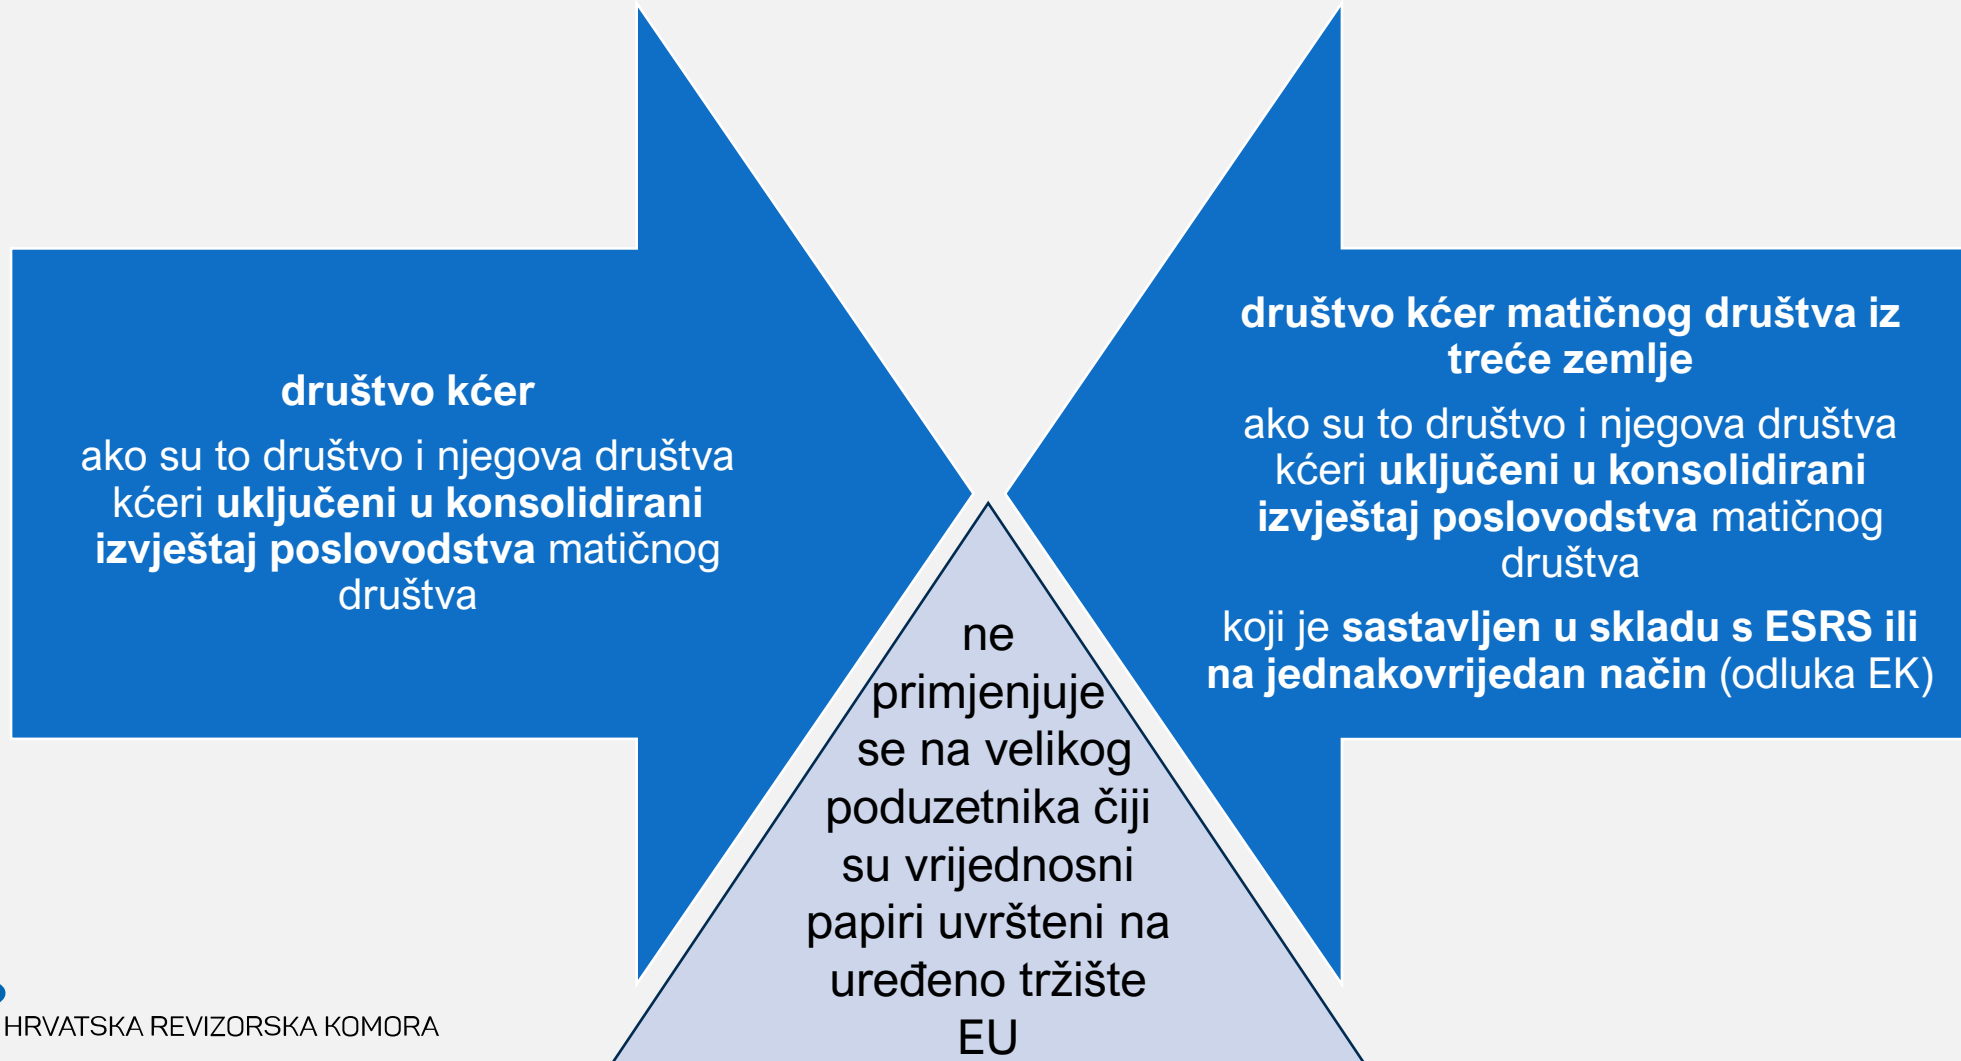 društvo kćer
ako su to društvo i njegova društva
kćeri uključeni u konsolidirani
izvještaj poslovodstva matičnog
društva
društvo kćer matičnog društva iz
treće zemlje
ako su to društvo i njegova društva
kćeri uključeni u konsolidirani
izvještaj poslovodstva matičnog
društva
koji je sastavljen u skladu s ESRS ili
na jednakovrijedan način (odluka EK)
ne
primjenjuje
se na velikog
poduzetnika čiji
su vrijednosni
papiri uvršteni na
uređeno tržište
EU
HRVATSKA REVIZORSKA KOMORA